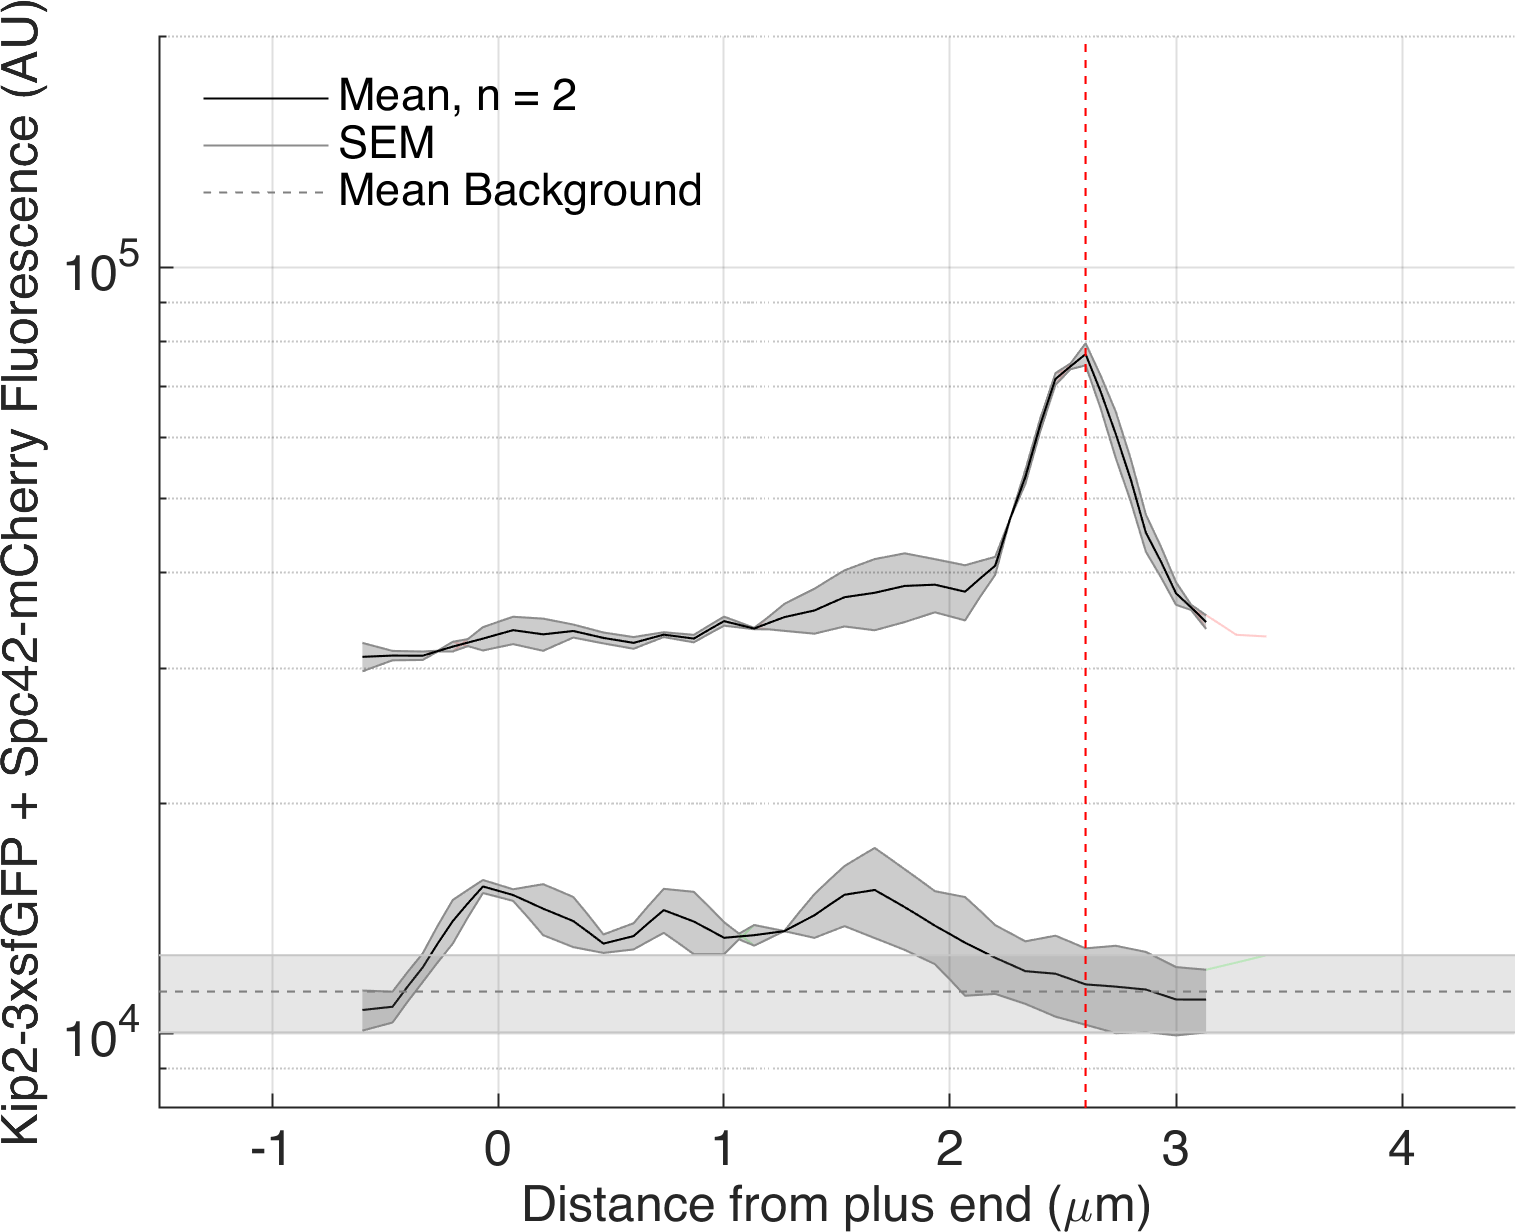 Kip2-3xsfGFP + Spc42-mCherry Fluorescence (AU)
Mean, n = 2
SEM
Mean Background
10^5
10^4
-1 0 1 2 3 4
Distance from plus end (μm)